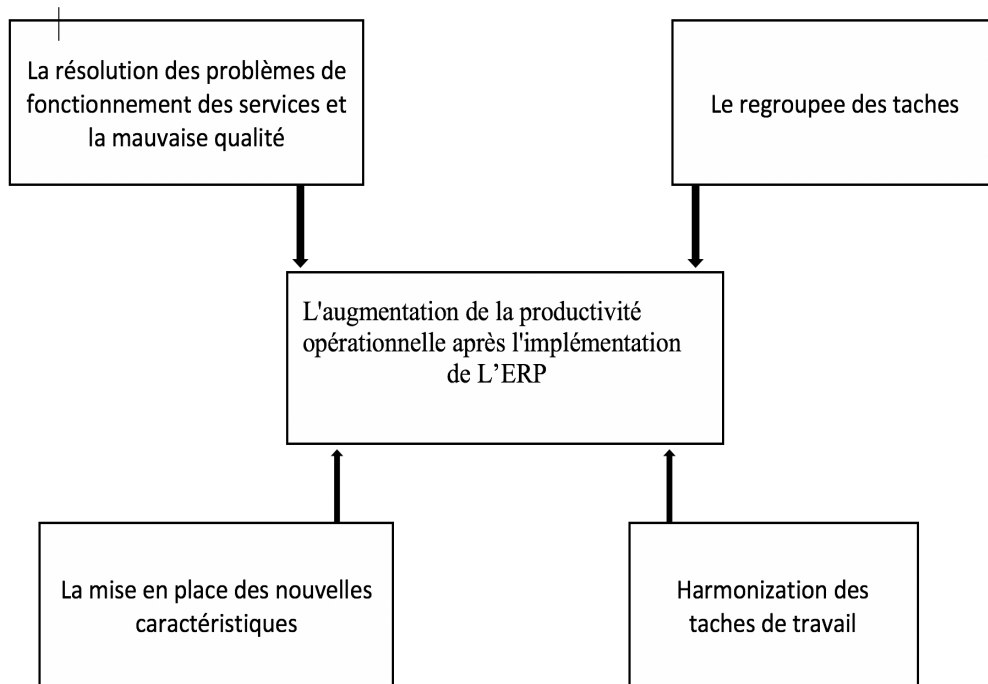 La résolution des problèmes de
fonctionnement des services et
la mauvaise qualité
Le regroupee des taches
L'augmentation de la productivité
opérationnelle après l'implémentation
de L’ERP
La mise en place des nouvelles
caractéristiques
Harmonization des
taches de travail